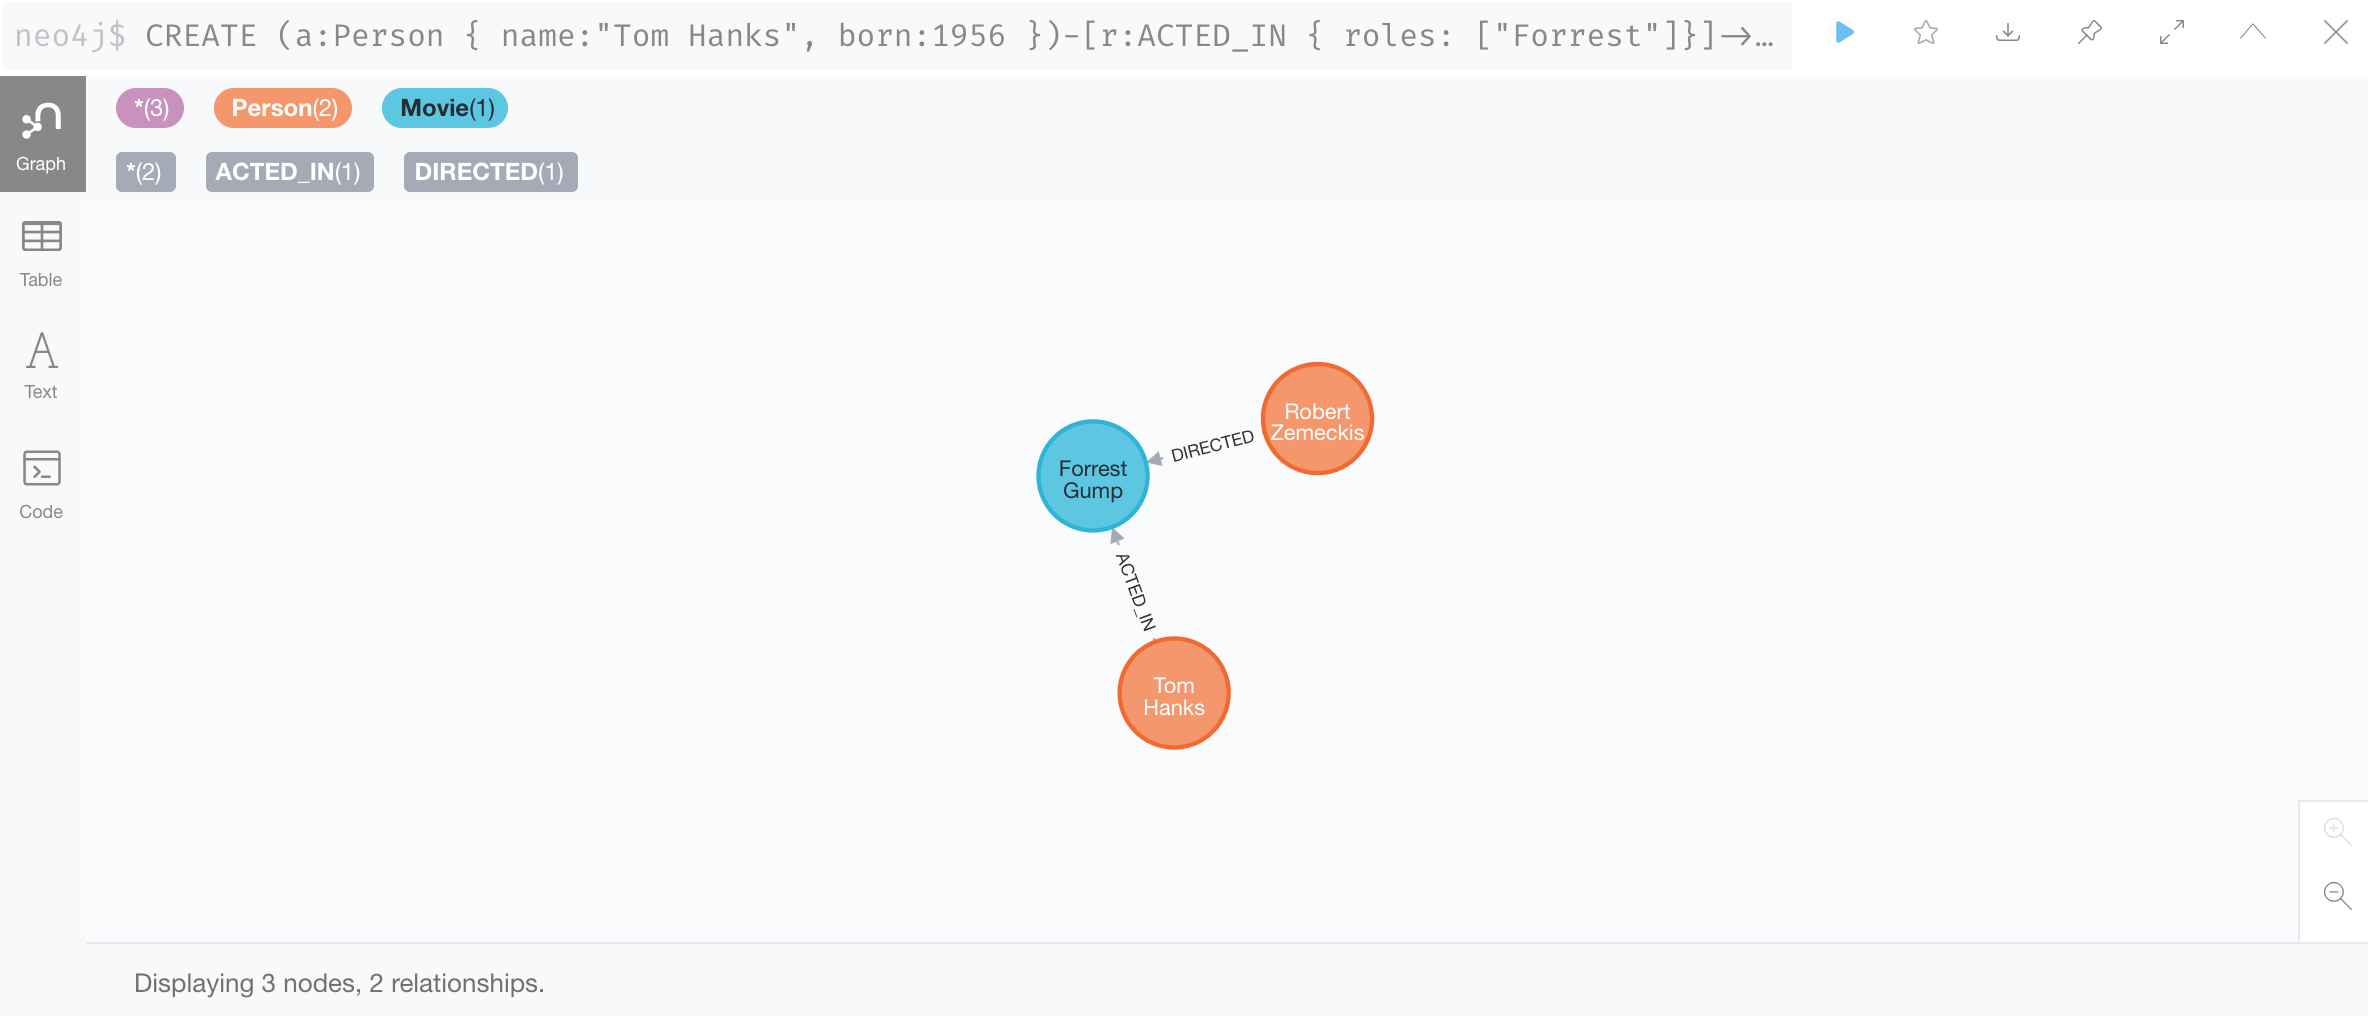 neo4j$ CREATE (a:Person { name:"Tom Hanks", born:1956 })-[r:ACTED_IN { roles: ["Forrest"]}]->…
*(3) Person(2) Movie(1)
*(2) ACTED_IN(1) DIRECTED(1)
Graph
Table
Text
Code
Robert
Zemeckis
DIRECTED
Forrest
Gump
ACTED_IN
Tom
Hanks
Displaying 3 nodes, 2 relationships.